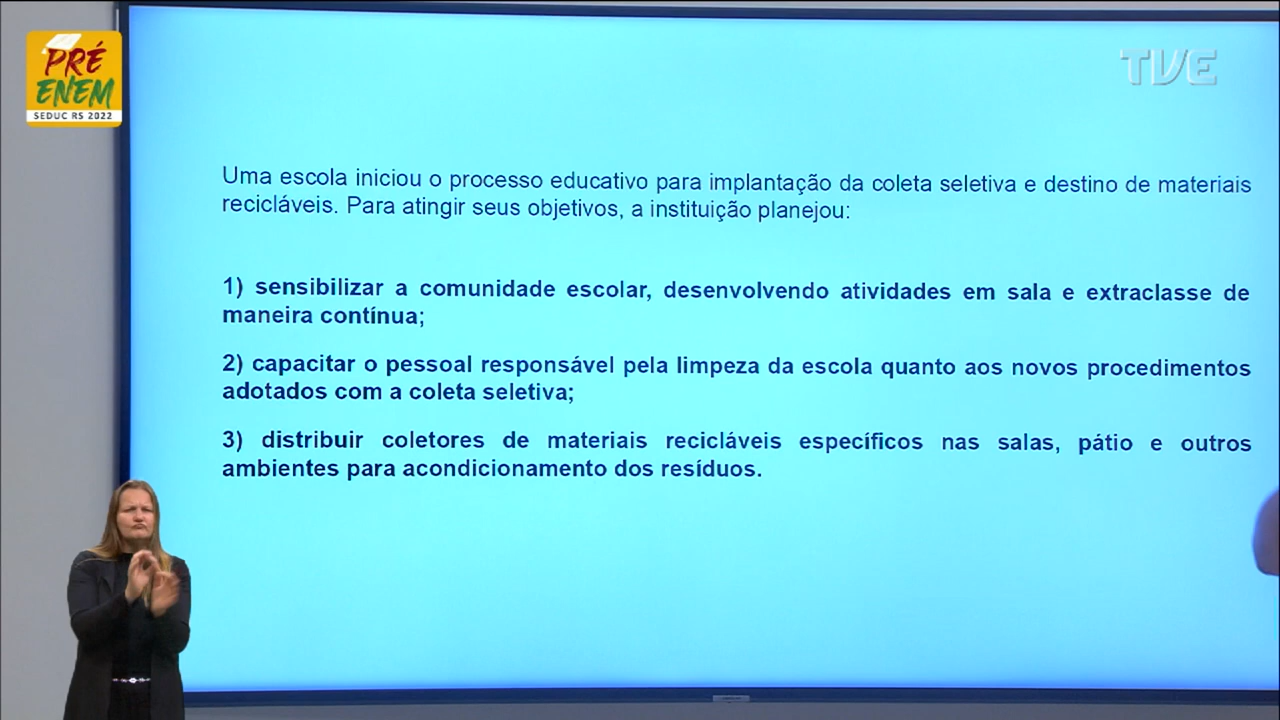 PRÉ
ENEM
SEDUC RS 2022
TVE
Uma escola iniciou o processo educativo para implantação da coleta seletiva e destino de materiais
recicláveis. Para atingir seus objetivos, a instituição planejou:
1) sensibilizar a comunidade escolar, desenvolvendo atividades em sala e extraclasse de
maneira contínua;
2) capacitar o pessoal responsável pela limpeza da escola quanto aos novos procedimentos
adotados com a coleta seletiva;
3) distribuir coletores de materiais recicláveis específicos nas salas, pátio e outros
ambientes para acondicionamento dos resíduos.